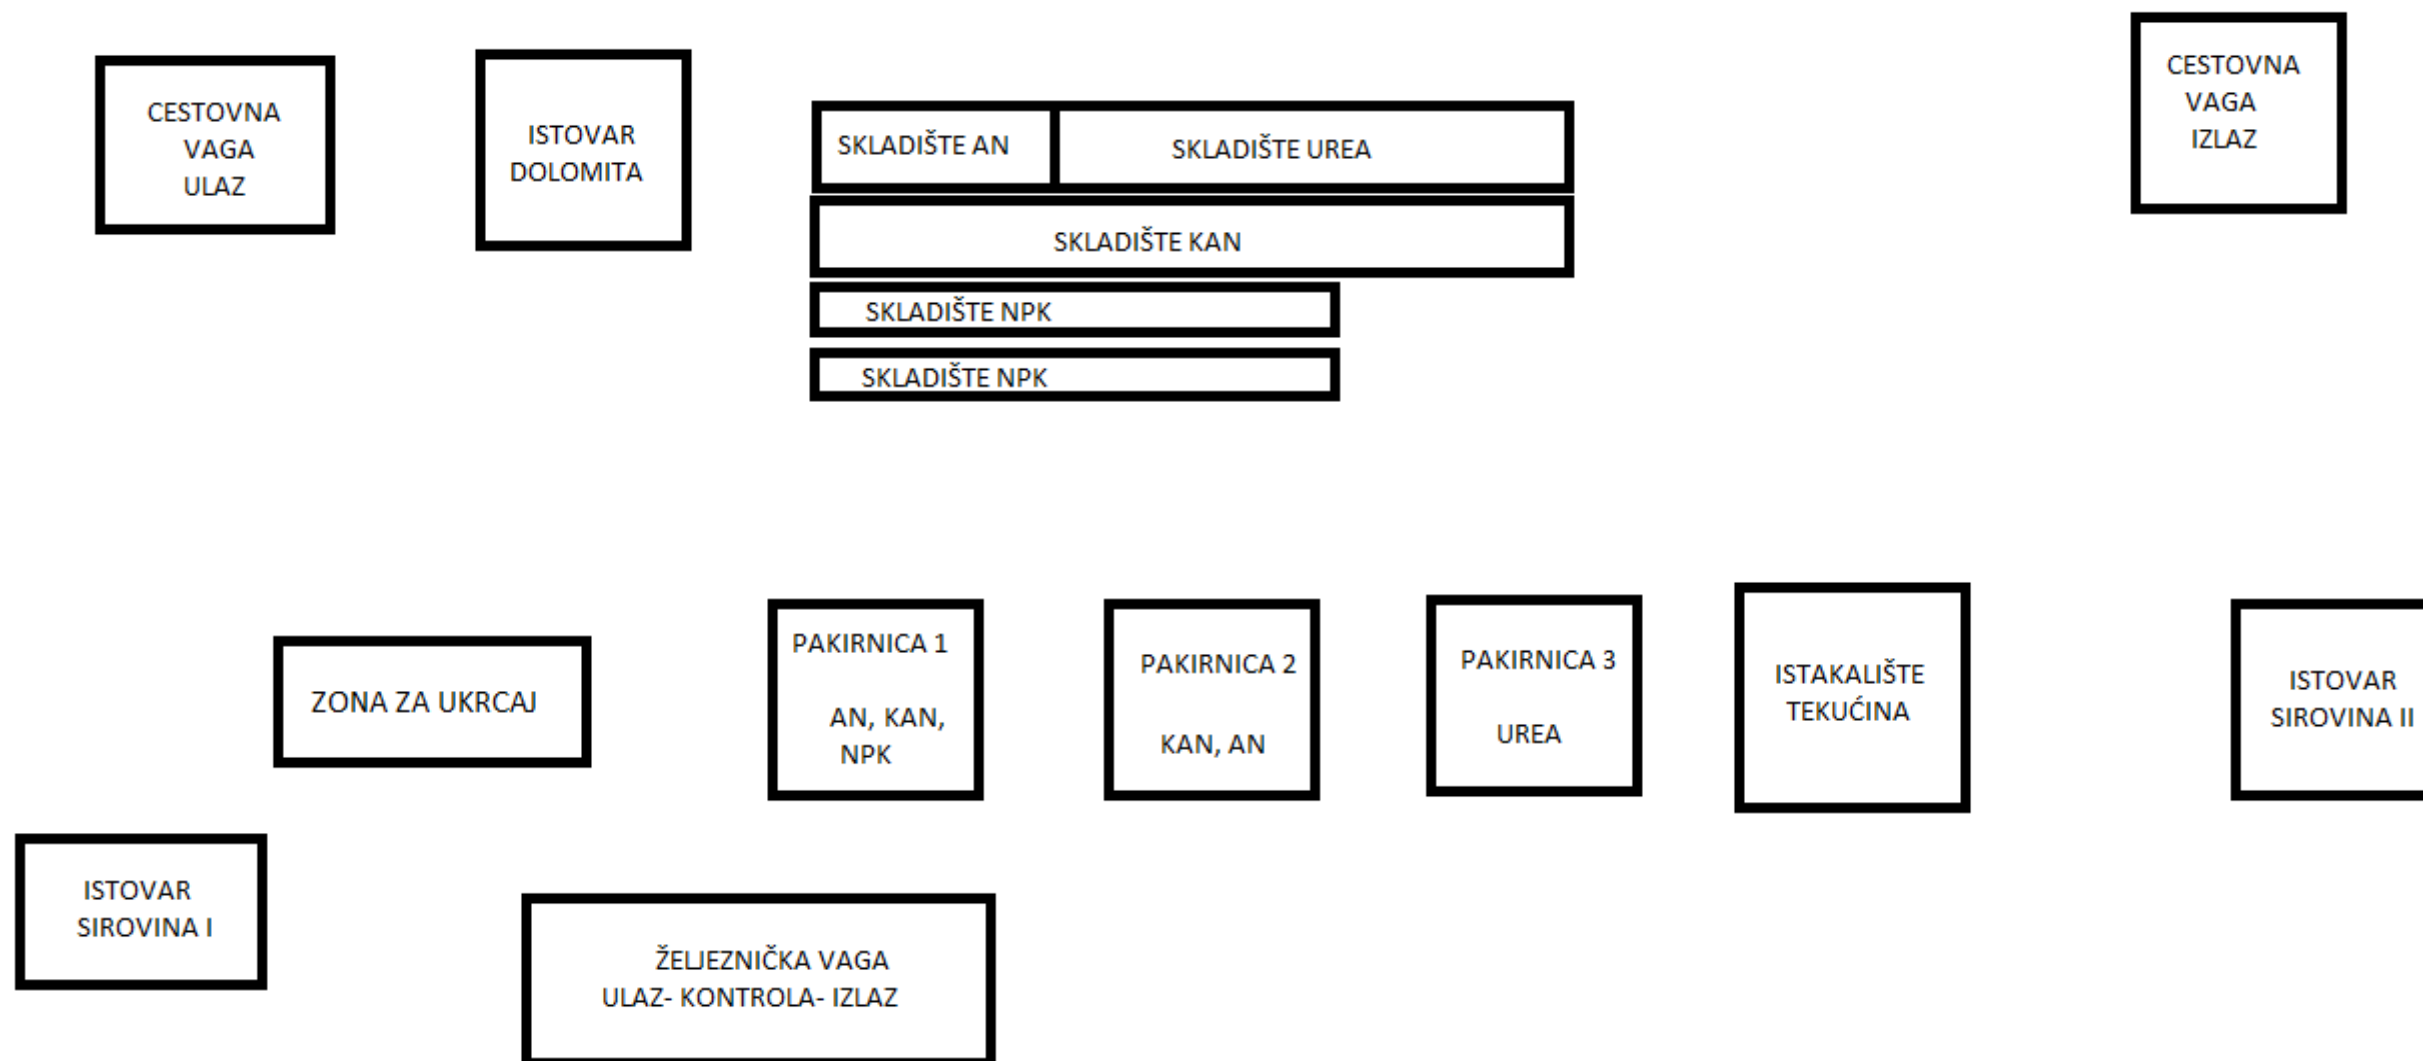 CESTOVNA
VAGA
ULAZ
ISTOVAR
DOLOMITA
SKLADIŠTE AN
SKLADIŠTE UREA
SKLADIŠTE KAN
SKLADIŠTE NPK
SKLADIŠTE NPK
CESTOVNA
VAGA
IZLAZ
ZONA ZA UKRCAJ
PAKIRNICA 1
AN, KAN,
NPK
PAKIRNICA 2
KAN, AN
PAKIRNICA 3
UREA
ISTAKALIŠTE
TEKUĆINA
ISTOVAR
SIROVINA II
ISTOVAR
SIROVINA I
ŽELJEZNIČKA VAGA
ULAZ- KONTROLA- IZLAZ